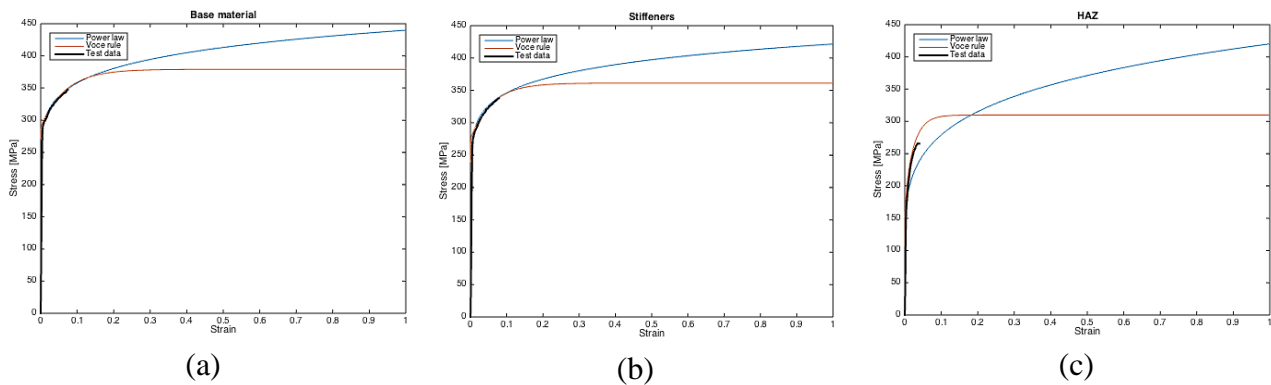 Base material
450
400
350
300
250
200
150
100
50
0
Stress [MPa]
Power law
Voce rule
Test data
0 0.1 0.2 0.3 0.4 0.5 0.6 0.7 0.8 0.9 1
Strain
(a)
Stiffeners
450
400
350
300
250
200
150
100
50
0
Stress [MPa]
Power law
Voce rule
Test data
0 0.1 0.2 0.3 0.4 0.5 0.6 0.7 0.8 0.9 1
Strain
(b)
HAZ
450
400
350
300
250
200
150
100
50
0
Stress [MPa]
Power law
Voce rule
Test data
0 0.1 0.2 0.3 0.4 0.5 0.6 0.7 0.8 0.9 1
Strain
(c)